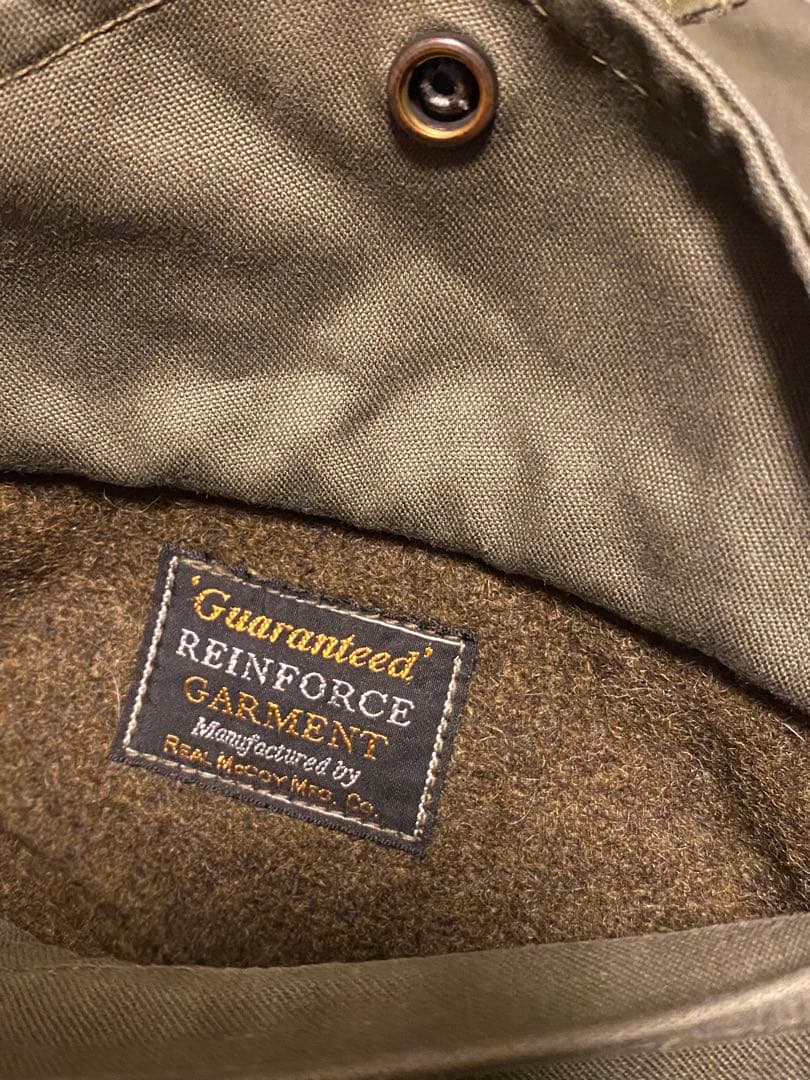 'Guaranteed'
REINFORCE
GARMENT
Manufactured by
REAL McCOY MFG. CO.